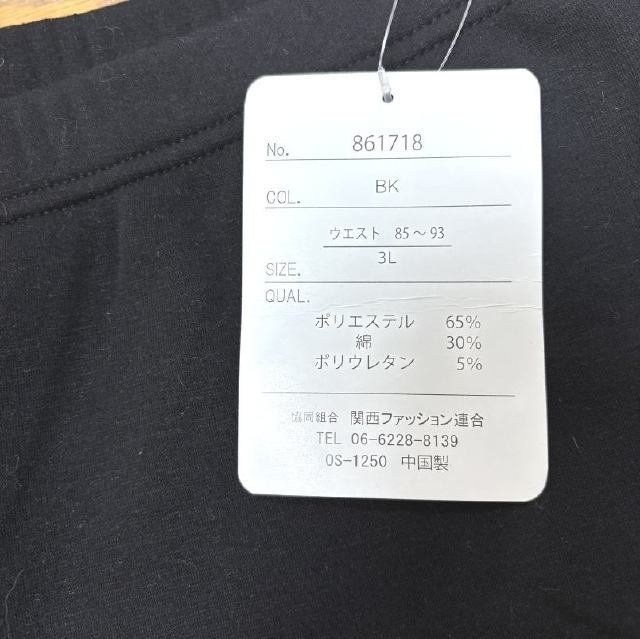 No. 861718
COL. BK
ウエスト 85～93
SIZE. 3L
QUAL.
ポリエステル 65%
綿 30%
ポリウレタン 5%
協同組合 関西ファッション連合
TEL 06-6228-8139
OS-1250 中国製